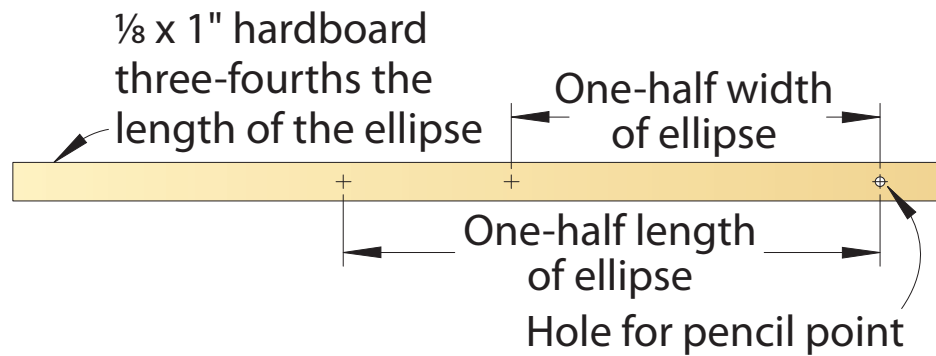 ⅛ x 1" hardboard
three-fourths the
length of the ellipse
One-half width
of ellipse
One-half length
of ellipse
Hole for pencil point